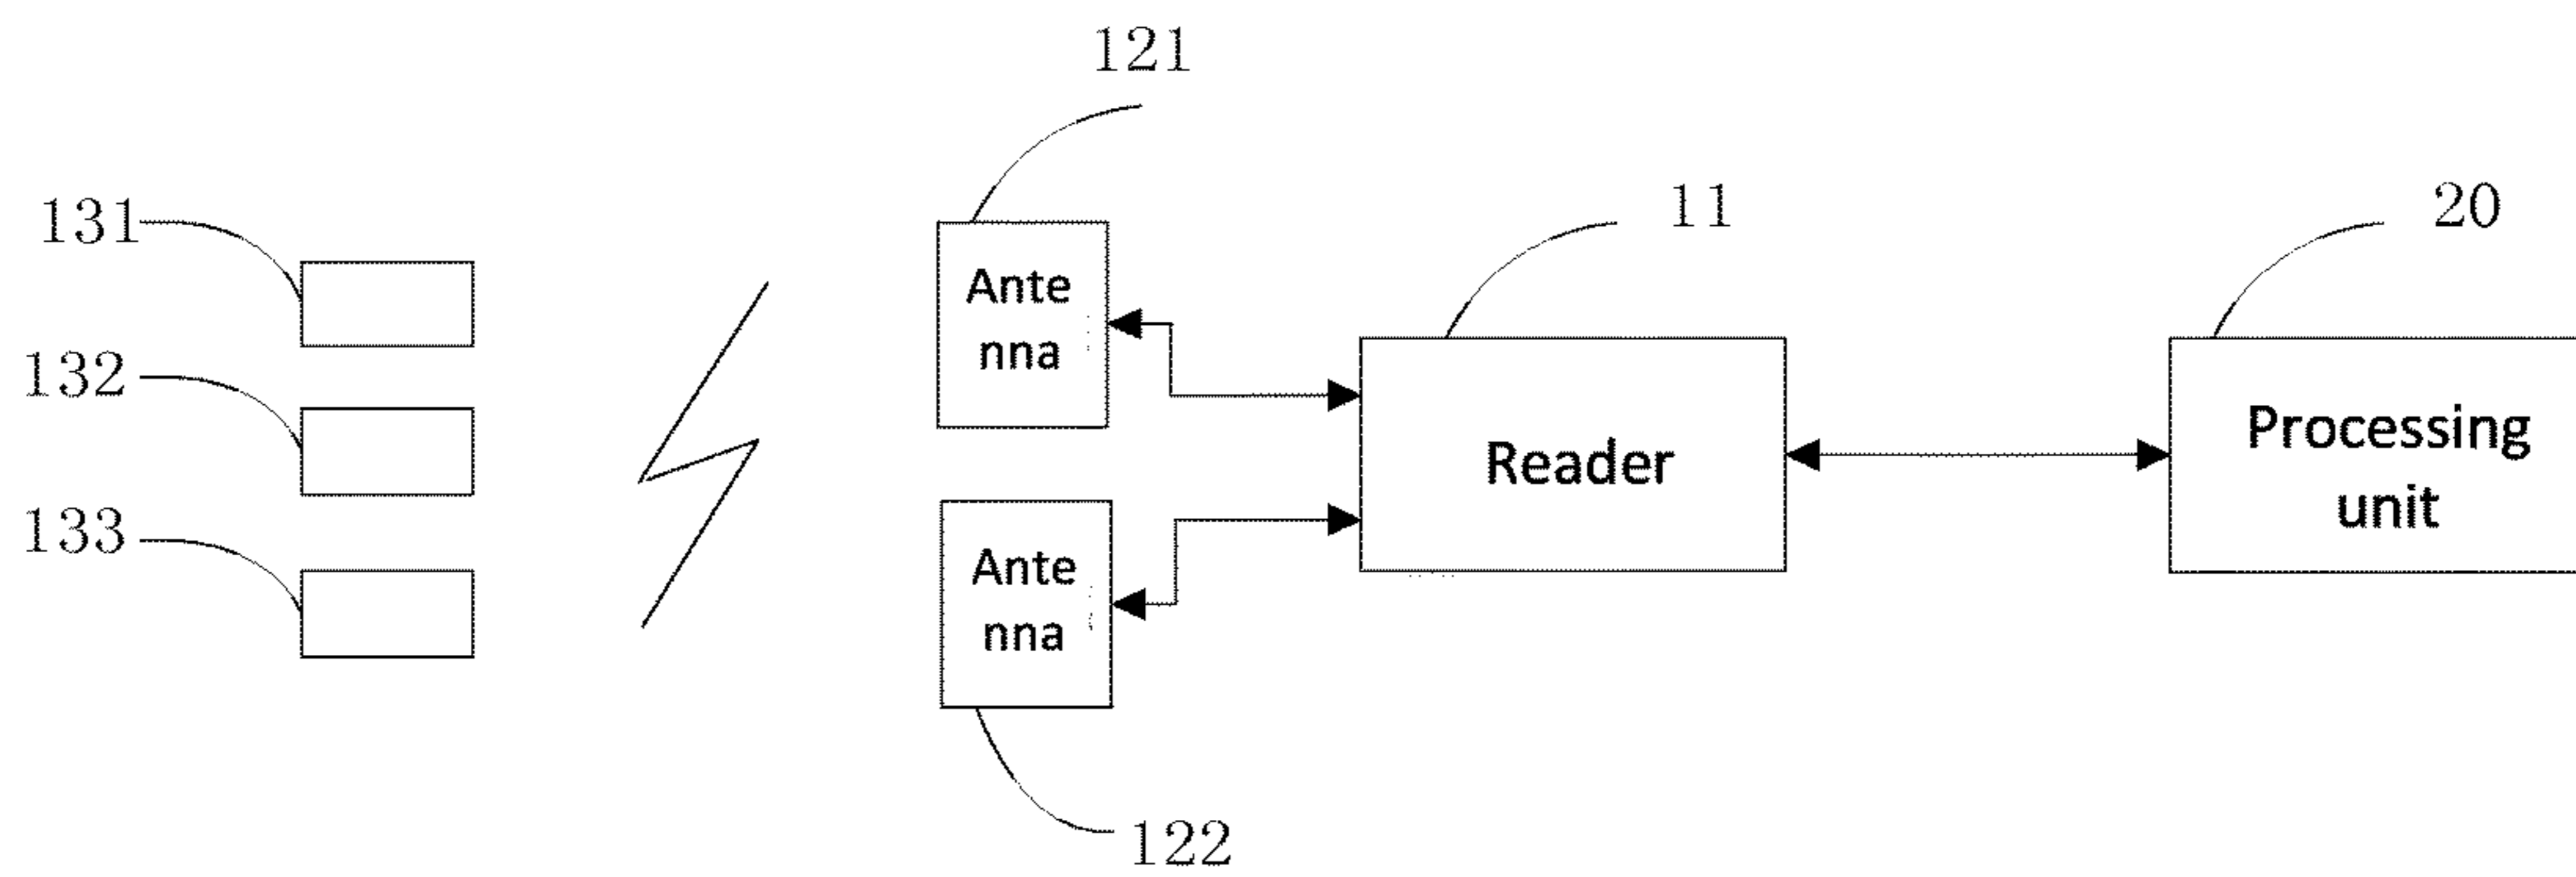 121
131
11
20
Ante
nna
132
Reader
Processing
unit
133
Ante
nna
122